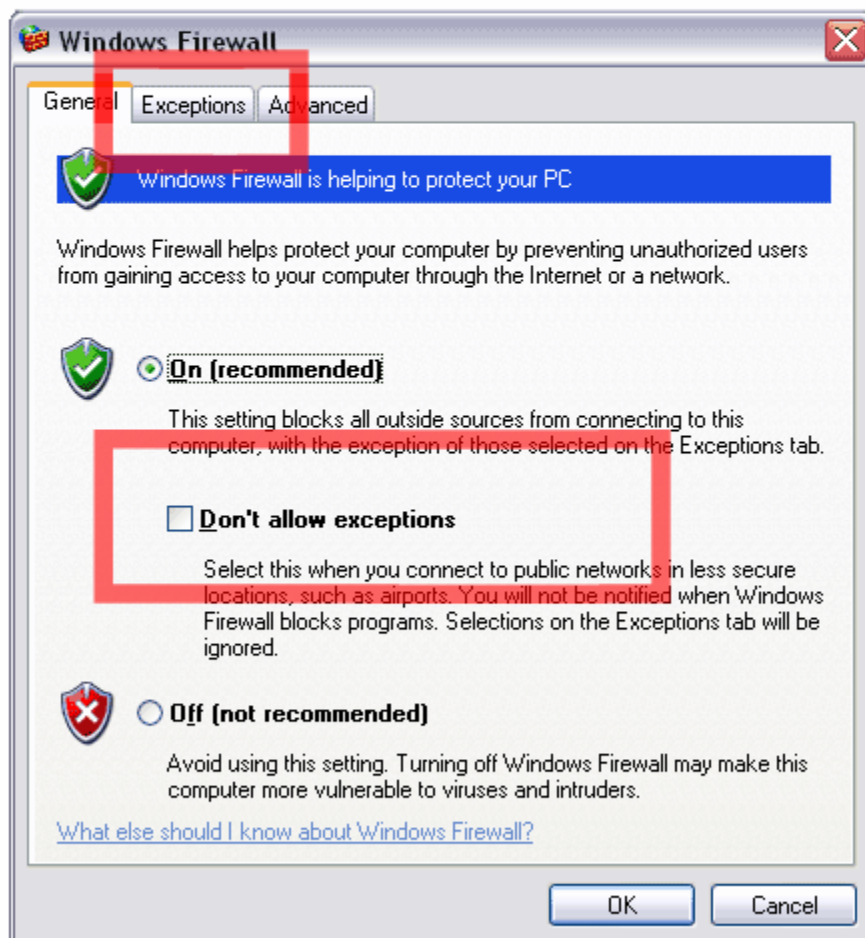 Windows Firewall
General Exceptions Advanced
Windows Firewall is helping to protect your PC
Windows Firewall helps protect your computer by preventing unauthorized users
from gaining access to your computer through the Internet or a network.
On (recommended)
This setting blocks all outside sources from connecting to this
computer, with the exception of those selected on the Exceptions tab.
Don't allow exceptions
Select this when you connect to public networks in less secure
locations, such as airports. You will not be notified when Windows
Firewall blocks programs. Selections on the Exceptions tab will be
ignored.
Off (not recommended)
Avoid using this setting. Turning off Windows Firewall may make this
computer more vulnerable to viruses and intruders.
What else should I know about Windows Firewall?
OK Cancel